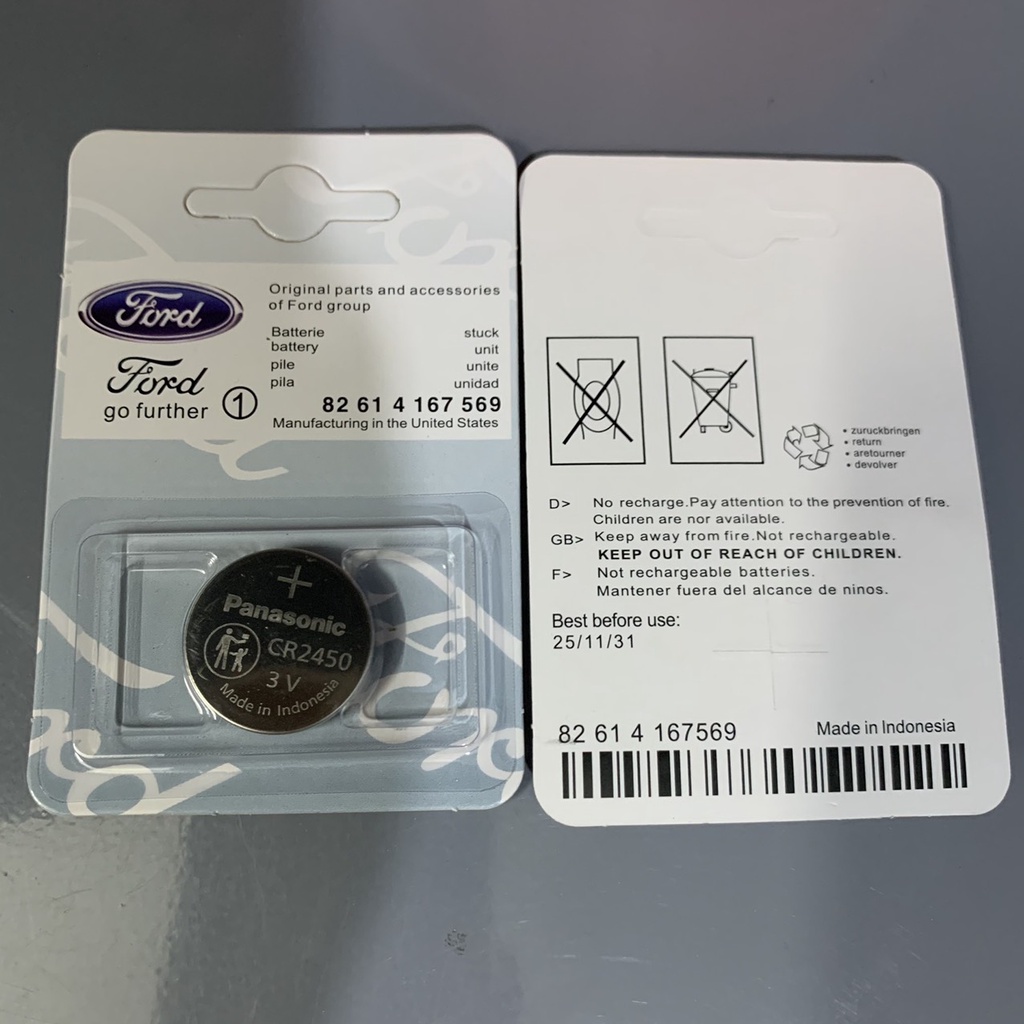 Ford
Original parts and accessories
of Ford group
Batterie stuck
battery unit
pile unite
pila unidad
Ford
go further 1
82 61 4 167 569
Manufacturing in the United States
+
Panasonic
CR2450
3 V
Made in Indonesia
• zuruckbringen
• return
• aretourner
• devolver
D> No recharge.Pay attention to the prevention of fire.
Children are nor available.
GB> Keep away from fire.Not rechargeable.
KEEP OUT OF REACH OF CHILDREN.
F> Not rechargeable batteries.
Mantener fuera del alcance de ninos.
Best before use:
25/11/31
82 61 4 167569 Made in Indonesia